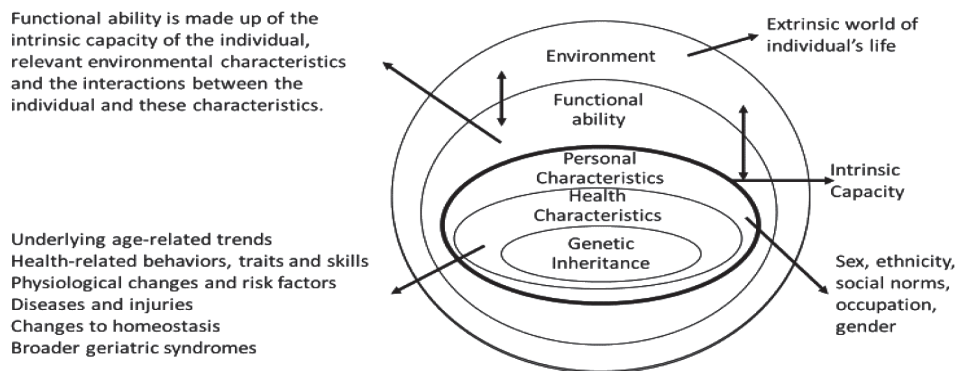 Functional ability is made up of the
intrinsic capacity of the individual,
relevant environmental characteristics
and the interactions between the
individual and these characteristics.
Extrinsic world of
individual's life
Environment
Functional
ability
Personal
Characteristics
Health
Characteristics
Genetic
Inheritance
Intrinsic
Capacity
Underlying age-related trends
Health-related behaviors, traits and skills
Physiological changes and risk factors
Diseases and injuries
Changes to homeostasis
Broader geriatric syndromes
Sex, ethnicity,
social norms,
occupation,
gender